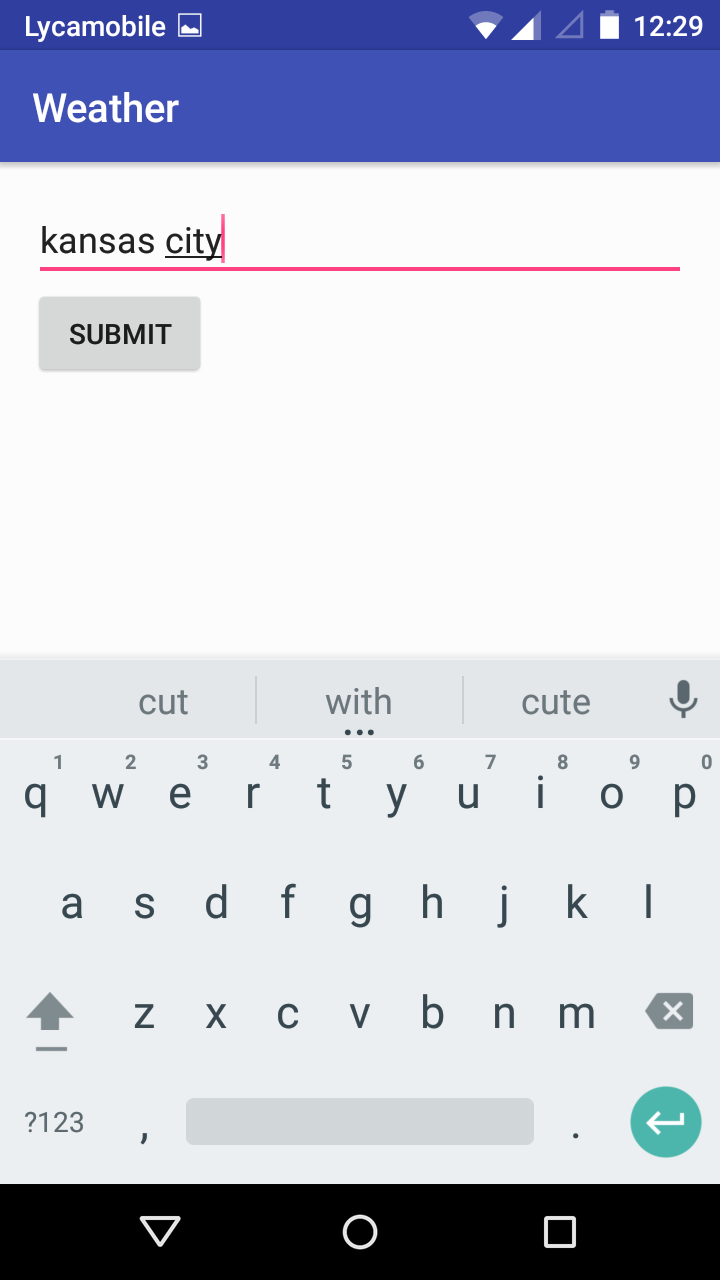 Lycamobile 12:29
Weather
kansas city
SUBMIT
cut with cute
1 2 3 4 5 6 7 8 9 0
q w e r t y u i o p
a s d f g h j k l
z x c v b n m
?123 , .